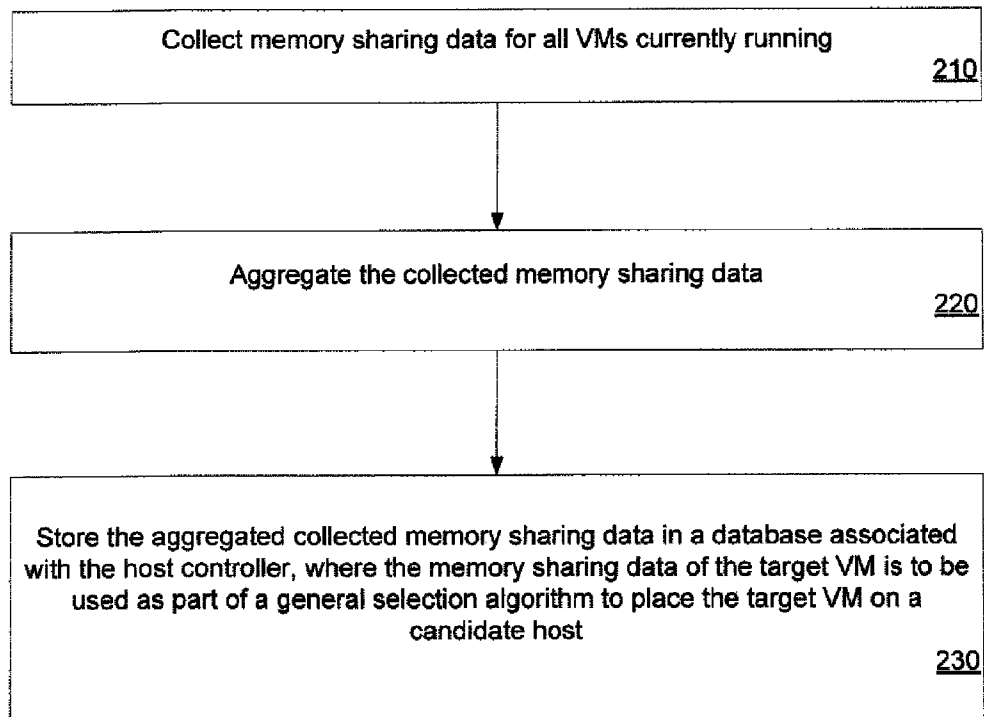 Collect memory sharing data for all VMs currently running
210
Aggregate the collected memory sharing data
220
Store the aggregated collected memory sharing data in a database associated
with the host controller, where the memory sharing data of the target VM is to be
used as part of a general selection algorithm to place the target VM on a
candidate host
230